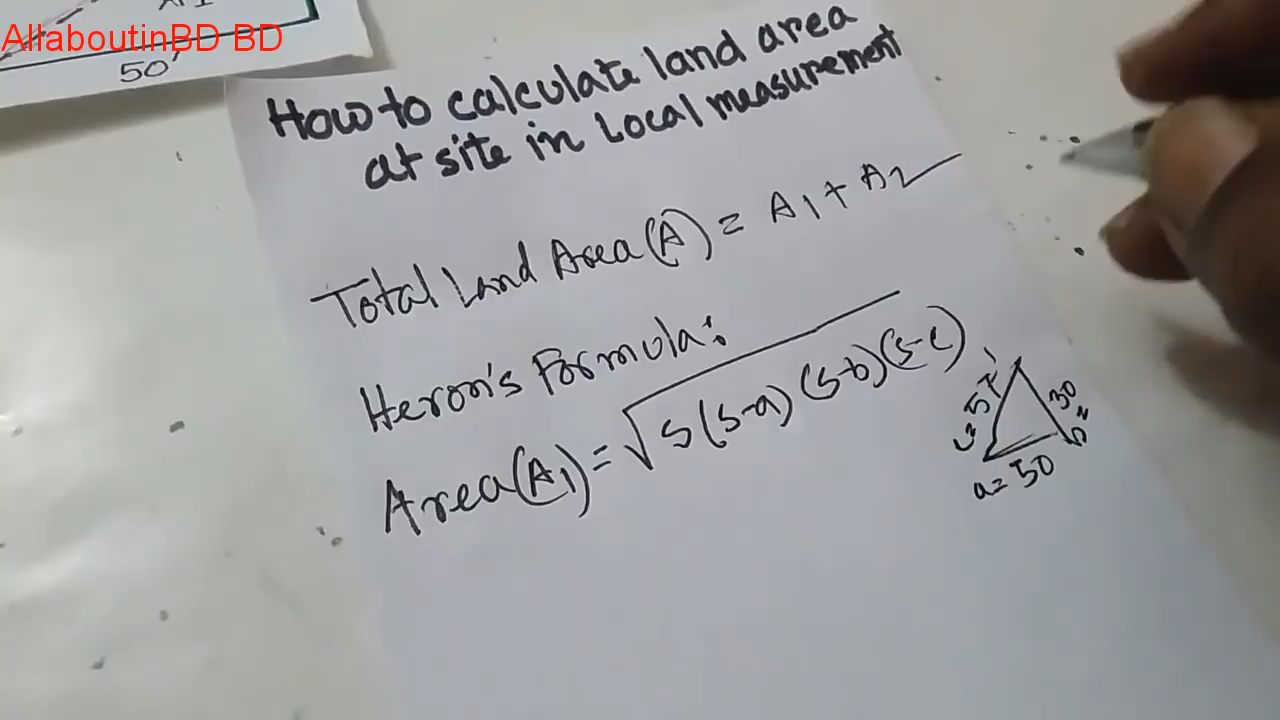 AllaboutinBD BD
50'
How to calculate land area
at site in Local measurement
Total Land Area (A) = A1 + A2
Heron's Formula:
Area (A1) = √s(s-a)(s-b)(s-c)
c= 57'
30
b=
a= 50